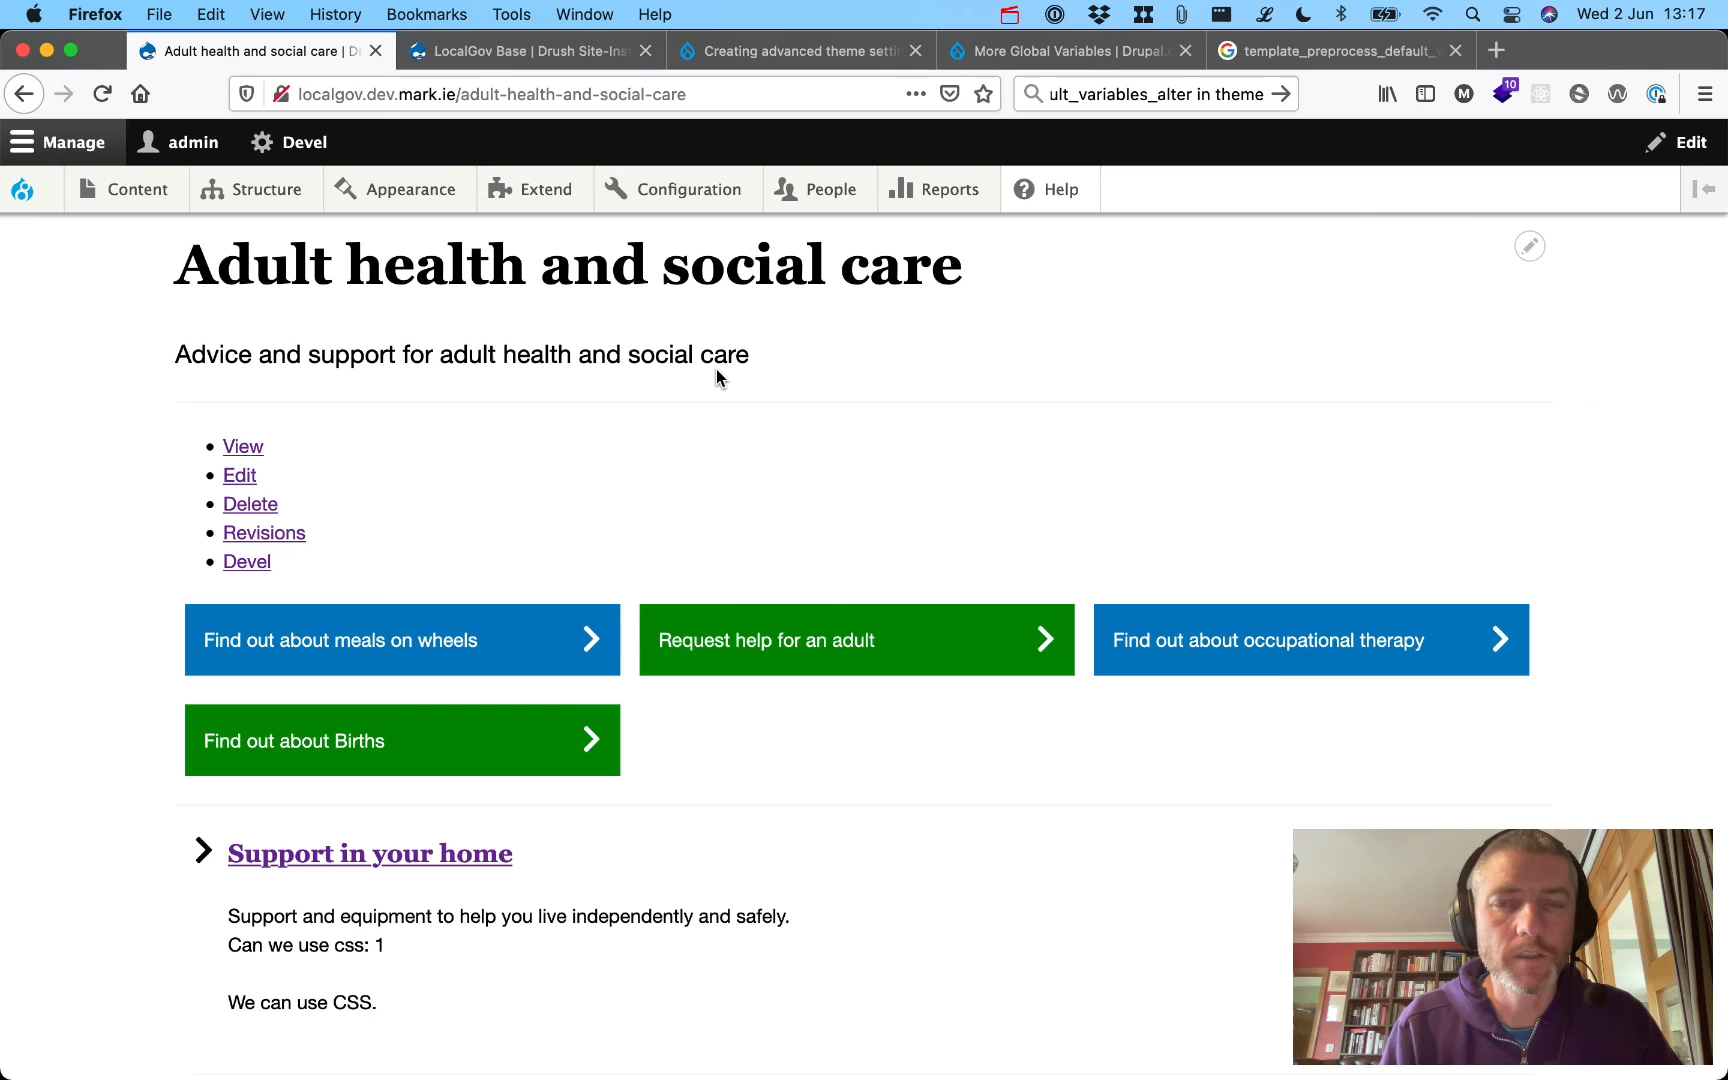 Firefox File Edit View History Bookmarks Tools Window Help Wed 2 Jun 13:17
Adult health and social care | Dr
LocalGov Base | Drush Site-Inst
Creating advanced theme settin
More Global Variables | Drupal.
template_preprocess_default_v
localgov.dev.mark.ie/adult-health-and-social-care
ult_variables_alter in theme
10
Manage admin Devel Edit
Content Structure Appearance Extend Configuration People Reports Help
Adult health and social care
Advice and support for adult health and social care
View
Edit
Delete
Revisions
Devel
Find out about meals on wheels
Request help for an adult
Find out about occupational therapy
Find out about Births
Support in your home
Support and equipment to help you live independently and safely.
Can we use css: 1
We can use CSS.